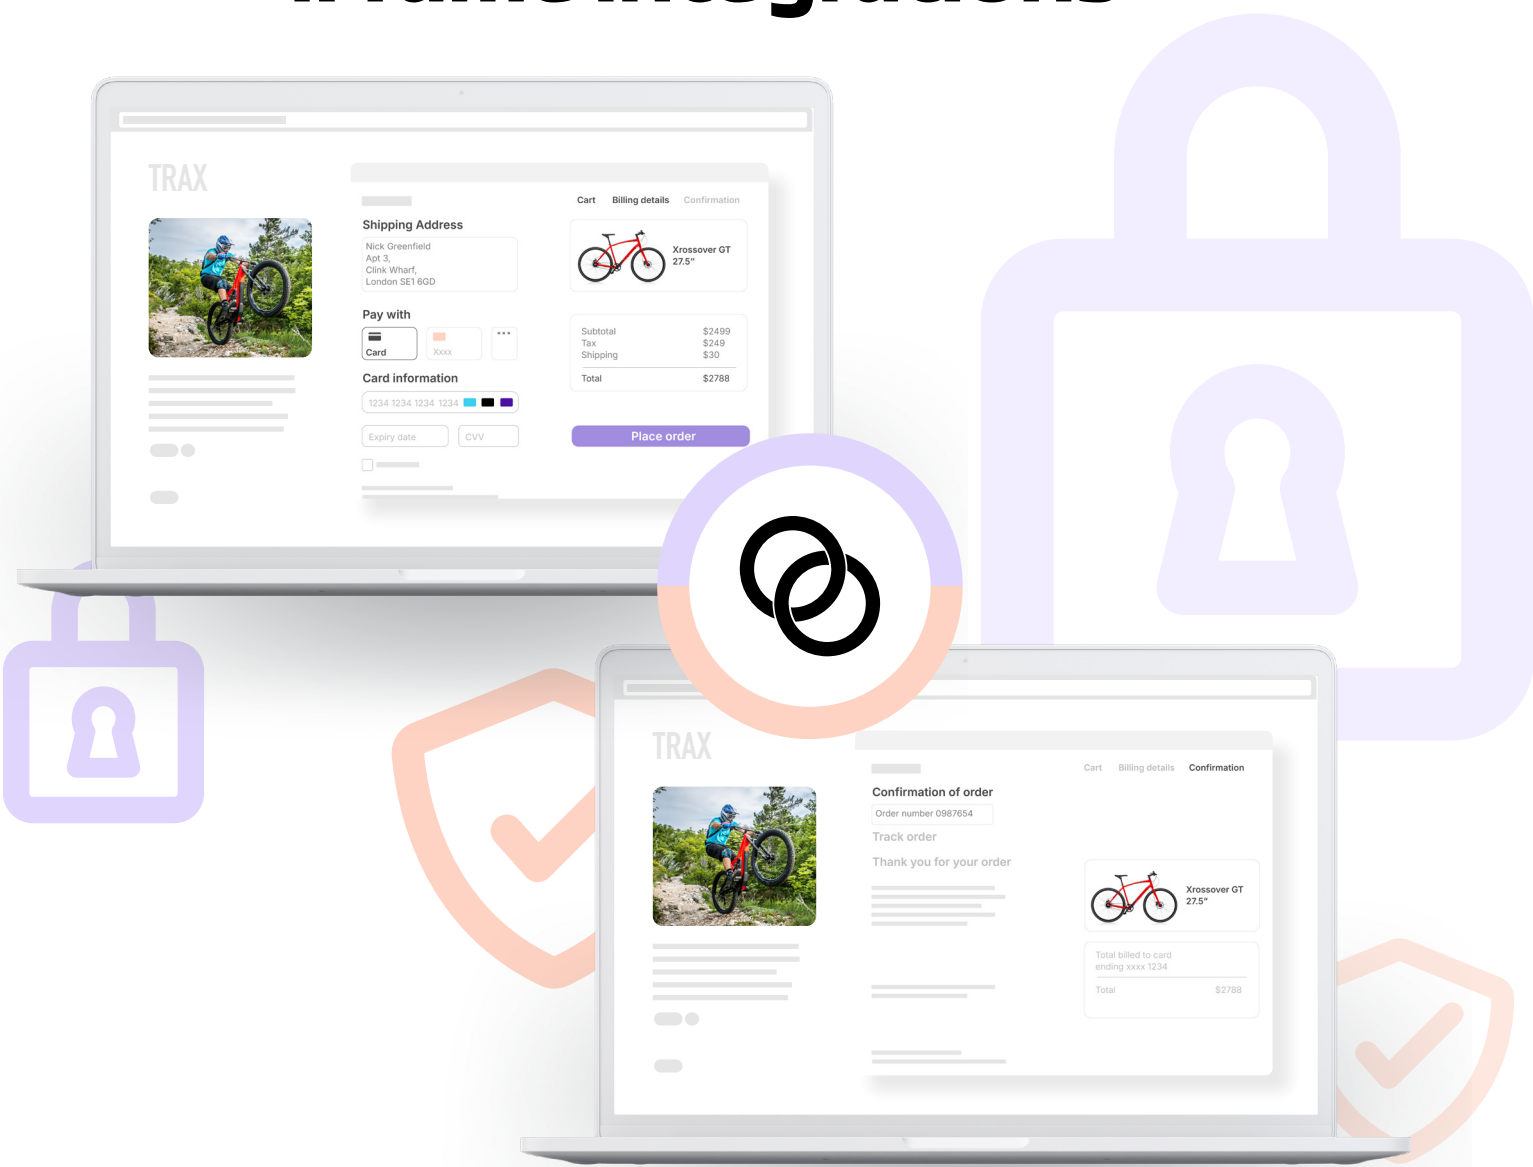 iFrame integrations
TRAX
Cart Billing details Confirmation
Shipping Address
Nick Greenfield
Apt 3,
Clink Wharf,
London SE1 6GD
Xrossover GT
27.5”
Pay with
Card
Xxxx
Subtotal $2499
Tax $249
Shipping $30
Total $2788
Card information
1234 1234 1234 1234
Expiry date
CVV
Place order
TRAX
Cart Billing details Confirmation
Confirmation of order
Order number 0987654
Track order
Thank you for your order
Xrossover GT
27.5”
Total billed to card
ending xxxx 1234
Total $2788